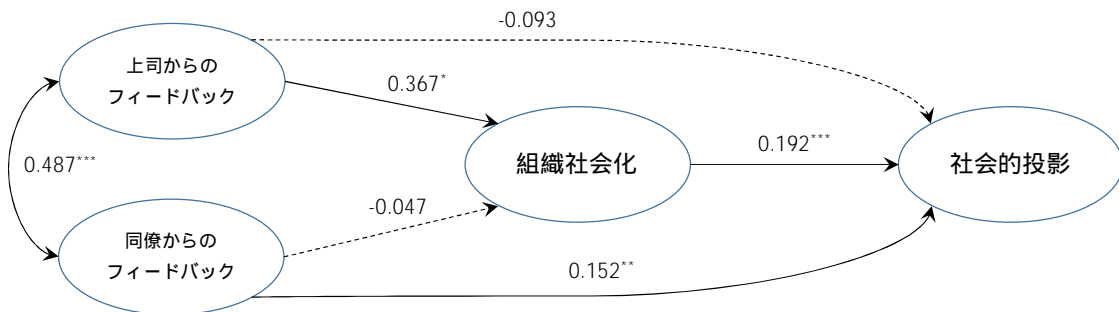 -0.093
上司からの
フィードバック
0.367*
0.487***
組織社会化
0.192***
社会的投影
-0.047
同僚からの
フィードバック
0.152**